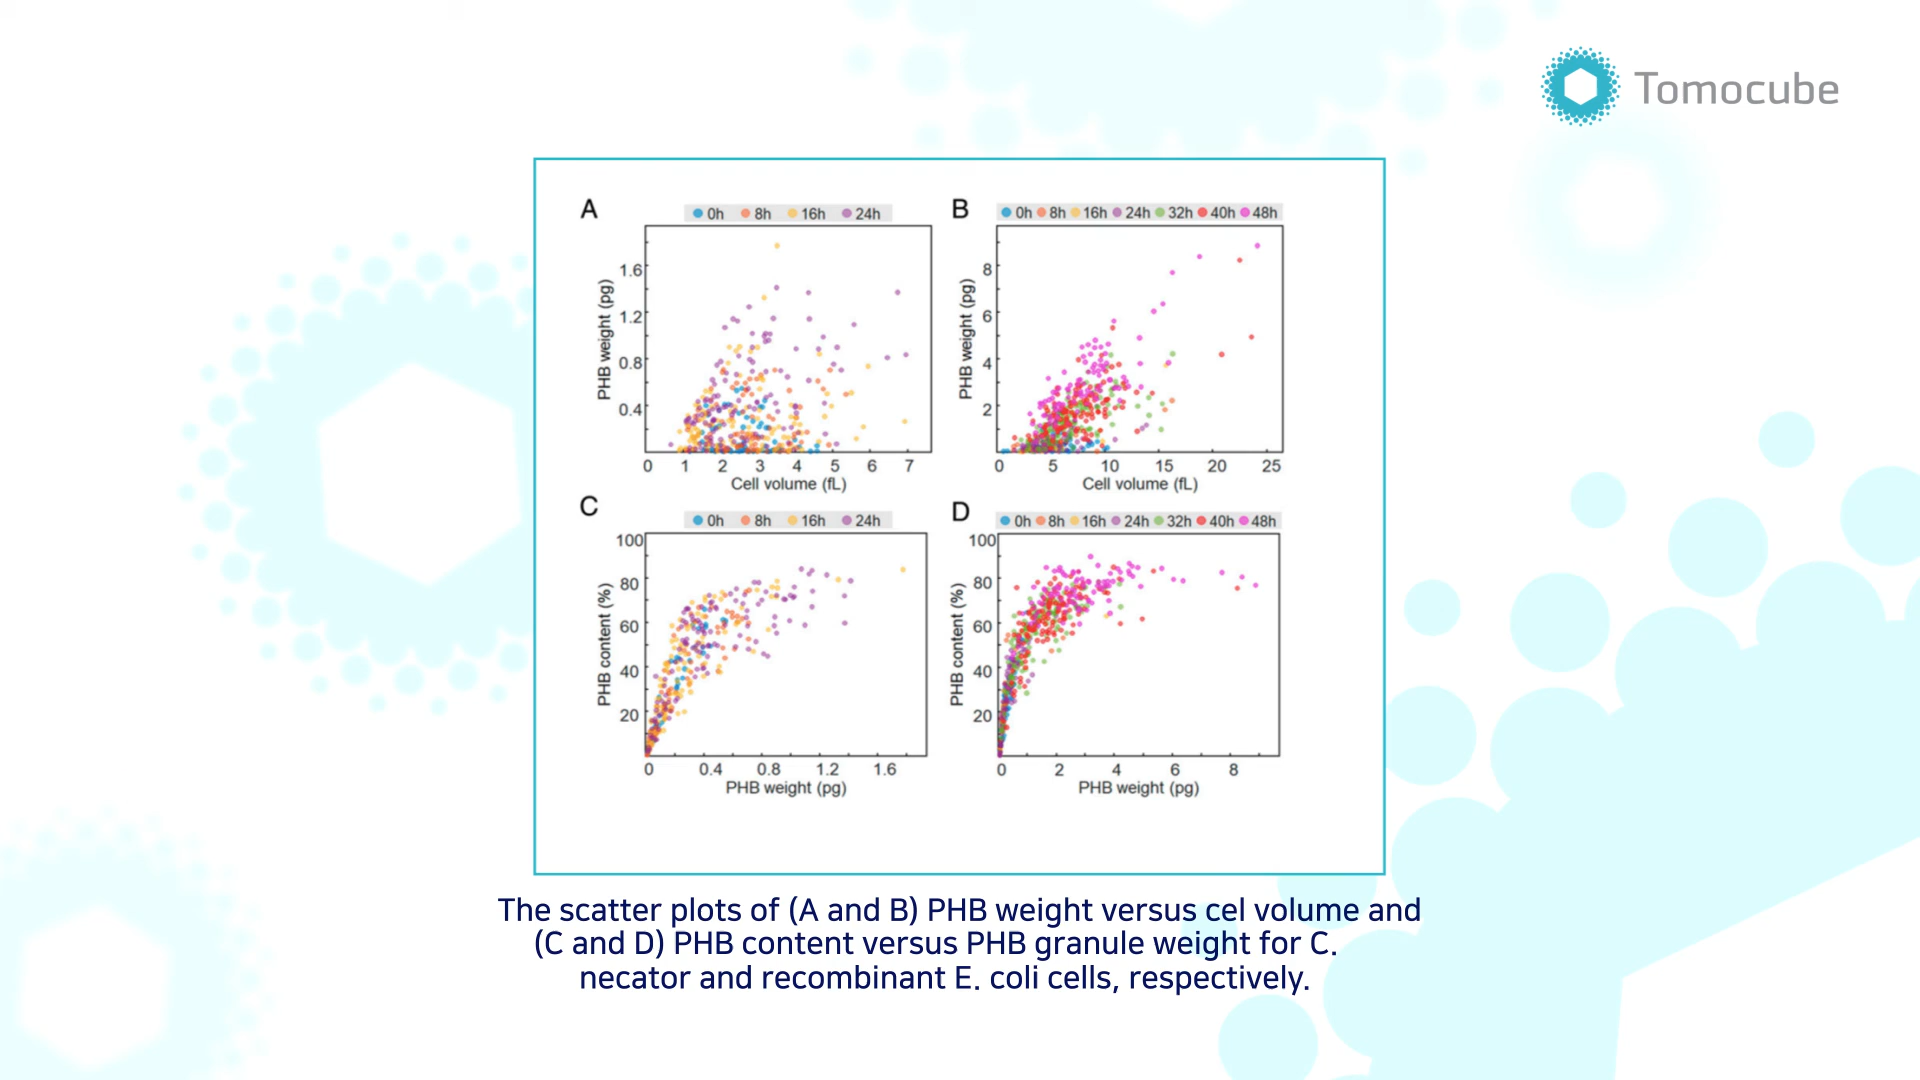 Tomocube
A
0h 8h 16h 24h
PHB weight (pg)
1.6
1.2
0.8
0.4
0 1 2 3 4 5 6 7
Cell volume (fL)
B
0h 8h 16h 24h 32h 40h 48h
PHB weight (pg)
8
6
4
2
0 5 10 15 20 25
Cell volume (fL)
C
0h 8h 16h 24h
PHB content (%)
100
80
60
40
20
0 0.4 0.8 1.2 1.6
PHB weight (pg)
D
0h 8h 16h 24h 32h 40h 48h
PHB content (%)
100
80
60
40
20
0 2 4 6 8
PHB weight (pg)
The scatter plots of (A and B) PHB weight versus cel volume and
(C and D) PHB content versus PHB granule weight for C.
necator and recombinant E. coli cells, respectively.